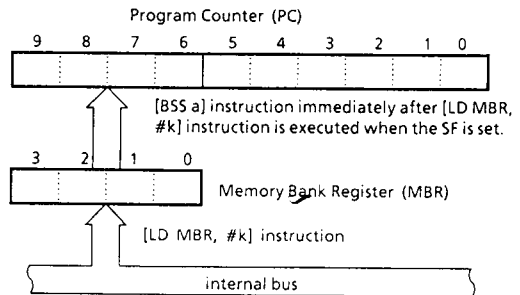 Program Counter (PC)
9 8 7 6 5 4 3 2 1 0
[BSS a] instruction immediately after [LD MBR,
#k] instruction is executed when the SF is set.
3 2 1 0
Memory Bank Register (MBR)
[LD MBR, #k] instruction
internal bus